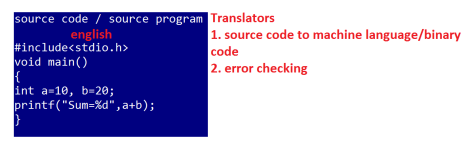 source code / source program
english
#include<stdio.h>
void main()
{
int a=10, b=20;
printf("Sum=%d",a+b);
}
Translators
1. source code to machine language/binary
code
2. error checking